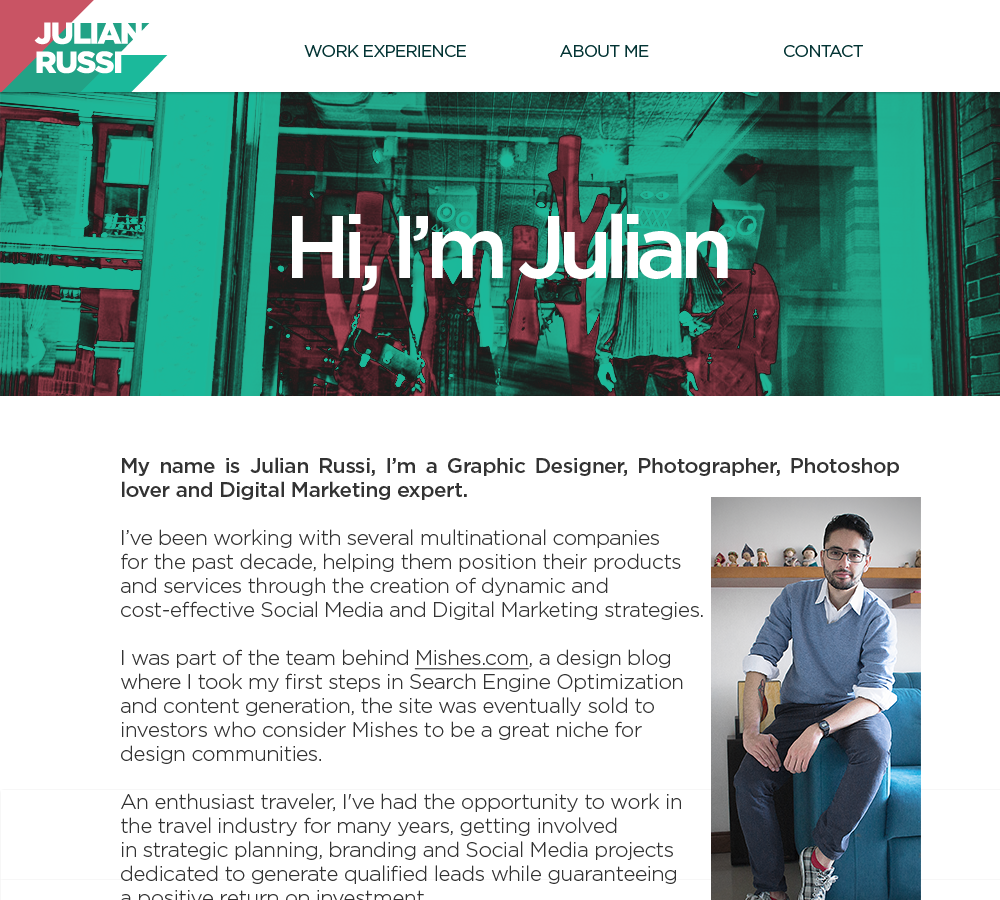 JULIAN
RUSSI
WORK EXPERIENCE
ABOUT ME
CONTACT
Hi, I’m Julian
My name is Julian Russi, I’m a Graphic Designer, Photographer, Photoshop
lover and Digital Marketing expert.
I’ve been working with several multinational companies
for the past decade, helping them position their products
and services through the creation of dynamic and
cost-effective Social Media and Digital Marketing strategies.
I was part of the team behind Mishes.com, a design blog
where I took my first steps in Search Engine Optimization
and content generation, the site was eventually sold to
investors who consider Mishes to be a great niche for
design communities.
An enthusiast traveler, I've had the opportunity to work in
the travel industry for many years, getting involved
in strategic planning, branding and Social Media projects
dedicated to generate qualified leads while guaranteeing
a positive return on investment.